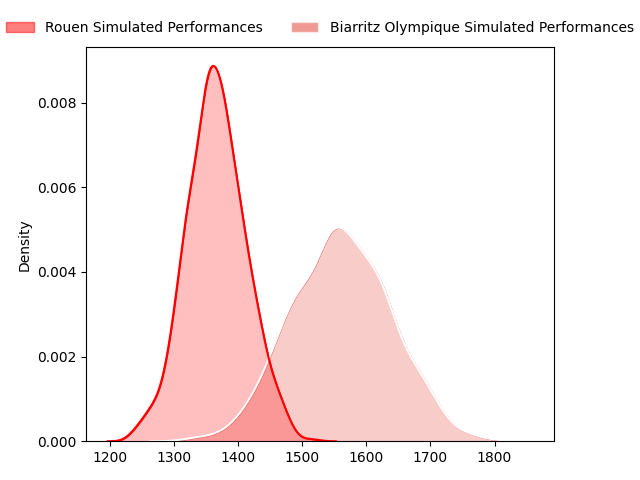 Rouen Simulated Performances
Biarritz Olympique Simulated Performances
Density
0.008
0.006
0.004
0.002
0.000
1200 1300 1400 1500 1600 1700 1800